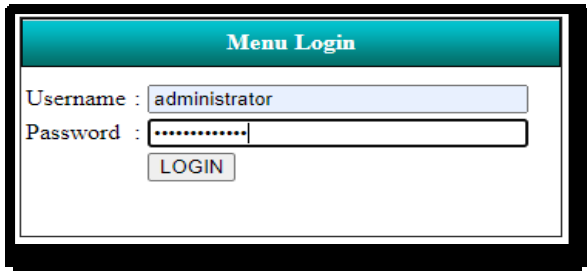 Menu Login
Username : administrator
Password : •••••••••••••
LOGIN